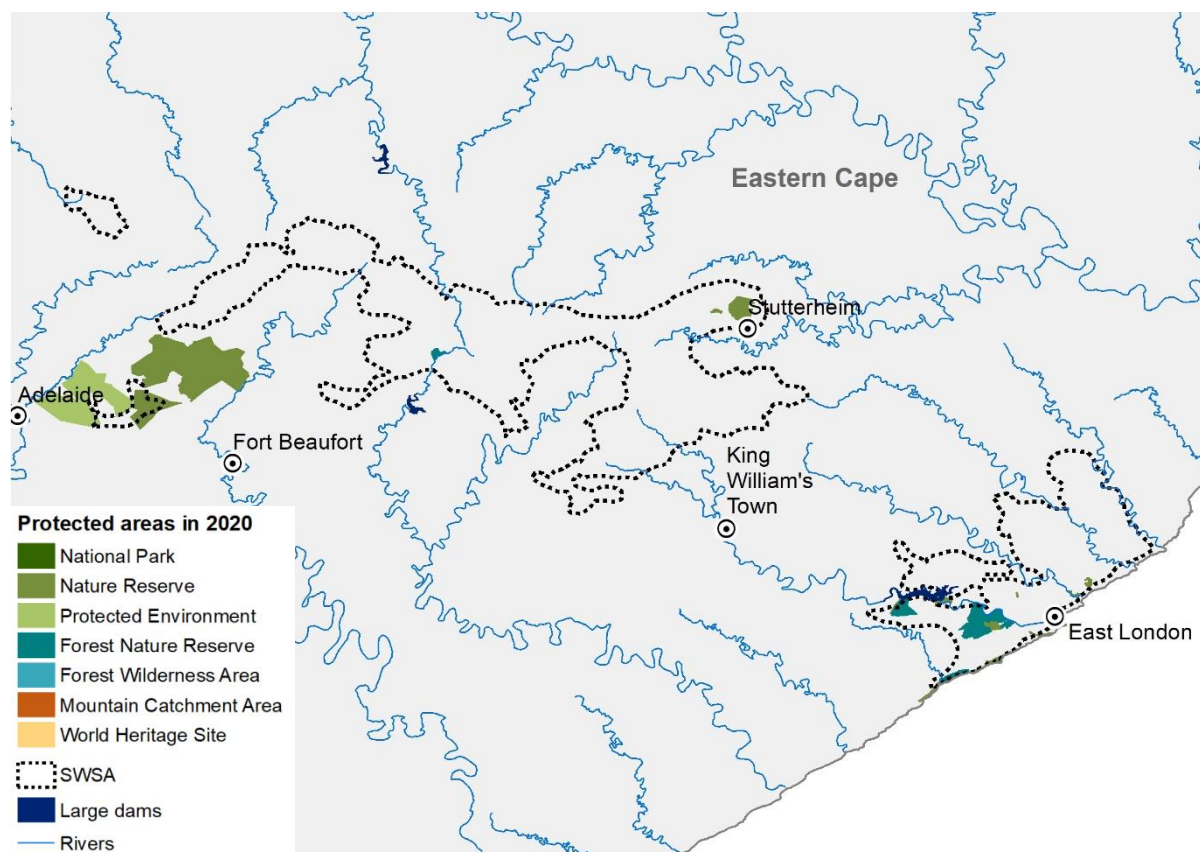 Eastern Cape
Stutterheim
Adelaide
Fort Beaufort
King
William's
Town
East London
Protected areas in 2020
National Park
Nature Reserve
Protected Environment
Forest Nature Reserve
Forest Wilderness Area
Mountain Catchment Area
World Heritage Site
SWSA
Large dams
Rivers